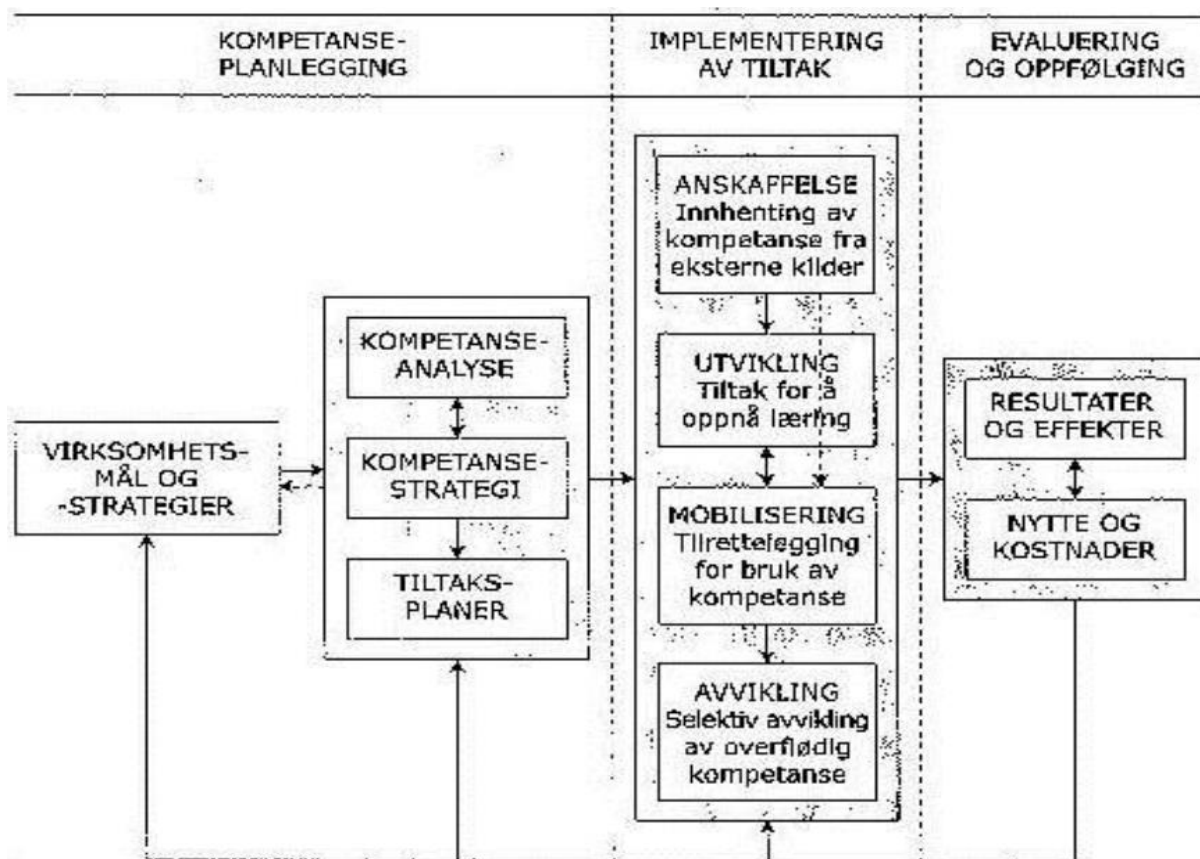 KOMPETANSE-
PLANLEGGING
IMPLEMENTERING
AV TILTAK
EVALUERING
OG OPPFØLGING
VIRKSOMHETS-
MÅL OG
-STRATEGIER
KOMPETANSE-
ANALYSE
KOMPETANSE-
STRATEGI
TILTAKS-
PLANER
ANSKAFFELSE
Innhenting av
kompetanse fra
eksterne kilder
UTVIKLING
Tiltak for å
oppnå læring
MOBILISERING
Tilrettelegging
for bruk av
kompetanse
AVVIKLING
Selektiv avvikling
av overflødig
kompetanse
RESULTATER
OG EFFEKTER
NYTTE OG
KOSTNADER